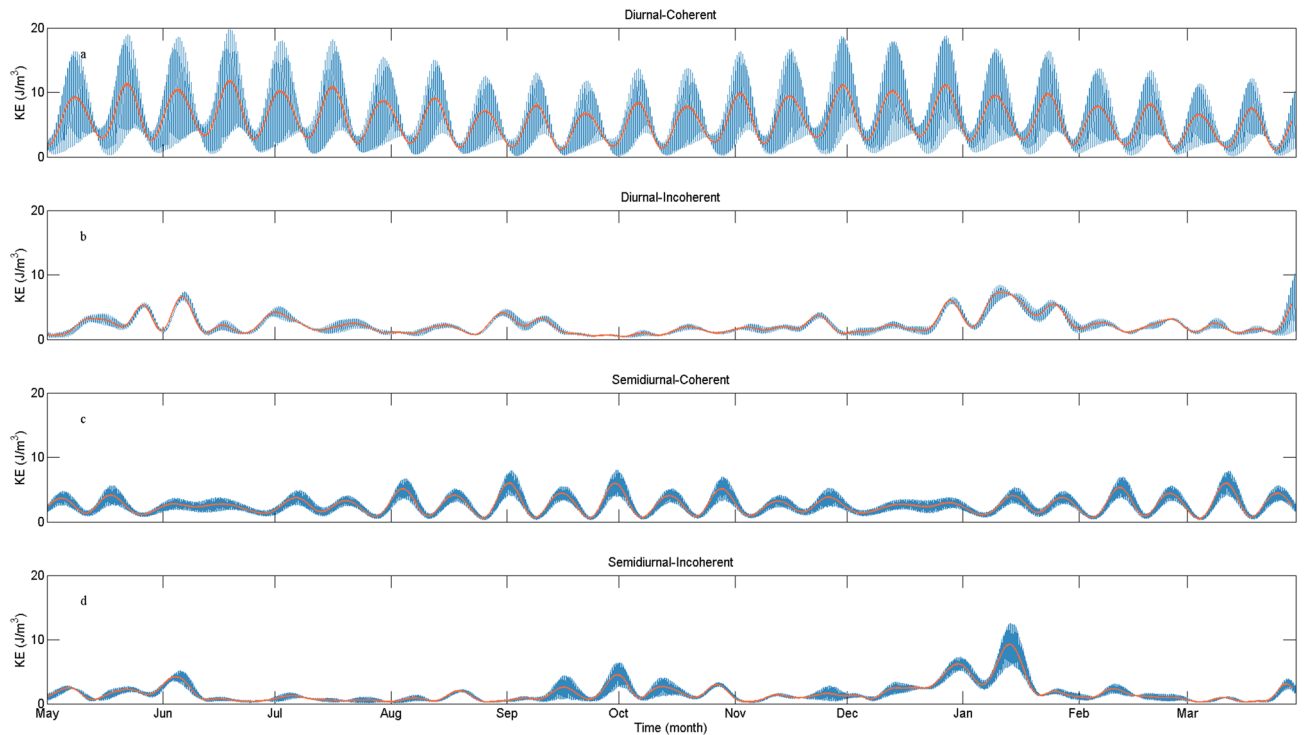 Diurnal-Coherent
a
KE (J/m³)
20
10
0
Diurnal-Incoherent
b
KE (J/m³)
20
10
0
Semidiurnal-Coherent
c
KE (J/m³)
20
10
0
Semidiurnal-Incoherent
d
KE (J/m³)
20
10
0
May Jun Jul Aug Sep Oct Nov Dec Jan Feb Mar
Time (month)